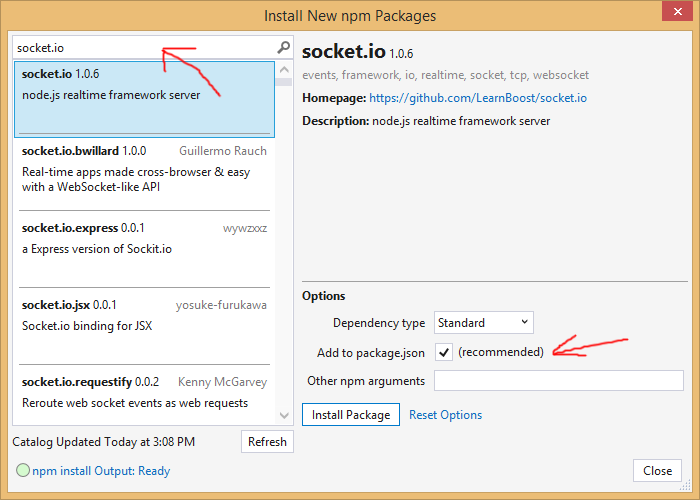 Install New npm Packages
socket.io
socket.io 1.0.6
node.js realtime framework server
socket.io.bwillard 1.0.0 Guillermo Rauch
Real-time apps made cross-browser & easy
with a WebSocket-like API
socket.io.express 0.0.1 wywzxxz
a Express version of Sockit.io
socket.io.jsx 0.0.1 yosuke-furukawa
Socket.io binding for JSX
socket.io.requestify 0.0.2 Kenny McGarvey
Reroute web socket events as web requests
Catalog Updated Today at 3:08 PM
Refresh
npm install Output: Ready
socket.io 1.0.6
events, framework, io, realtime, socket, tcp, websocket
Homepage: https://github.com/LearnBoost/socket.io
Description: node.js realtime framework server
Options
Dependency type Standard
Add to package.json (recommended)
Other npm arguments
Install Package Reset Options
Close